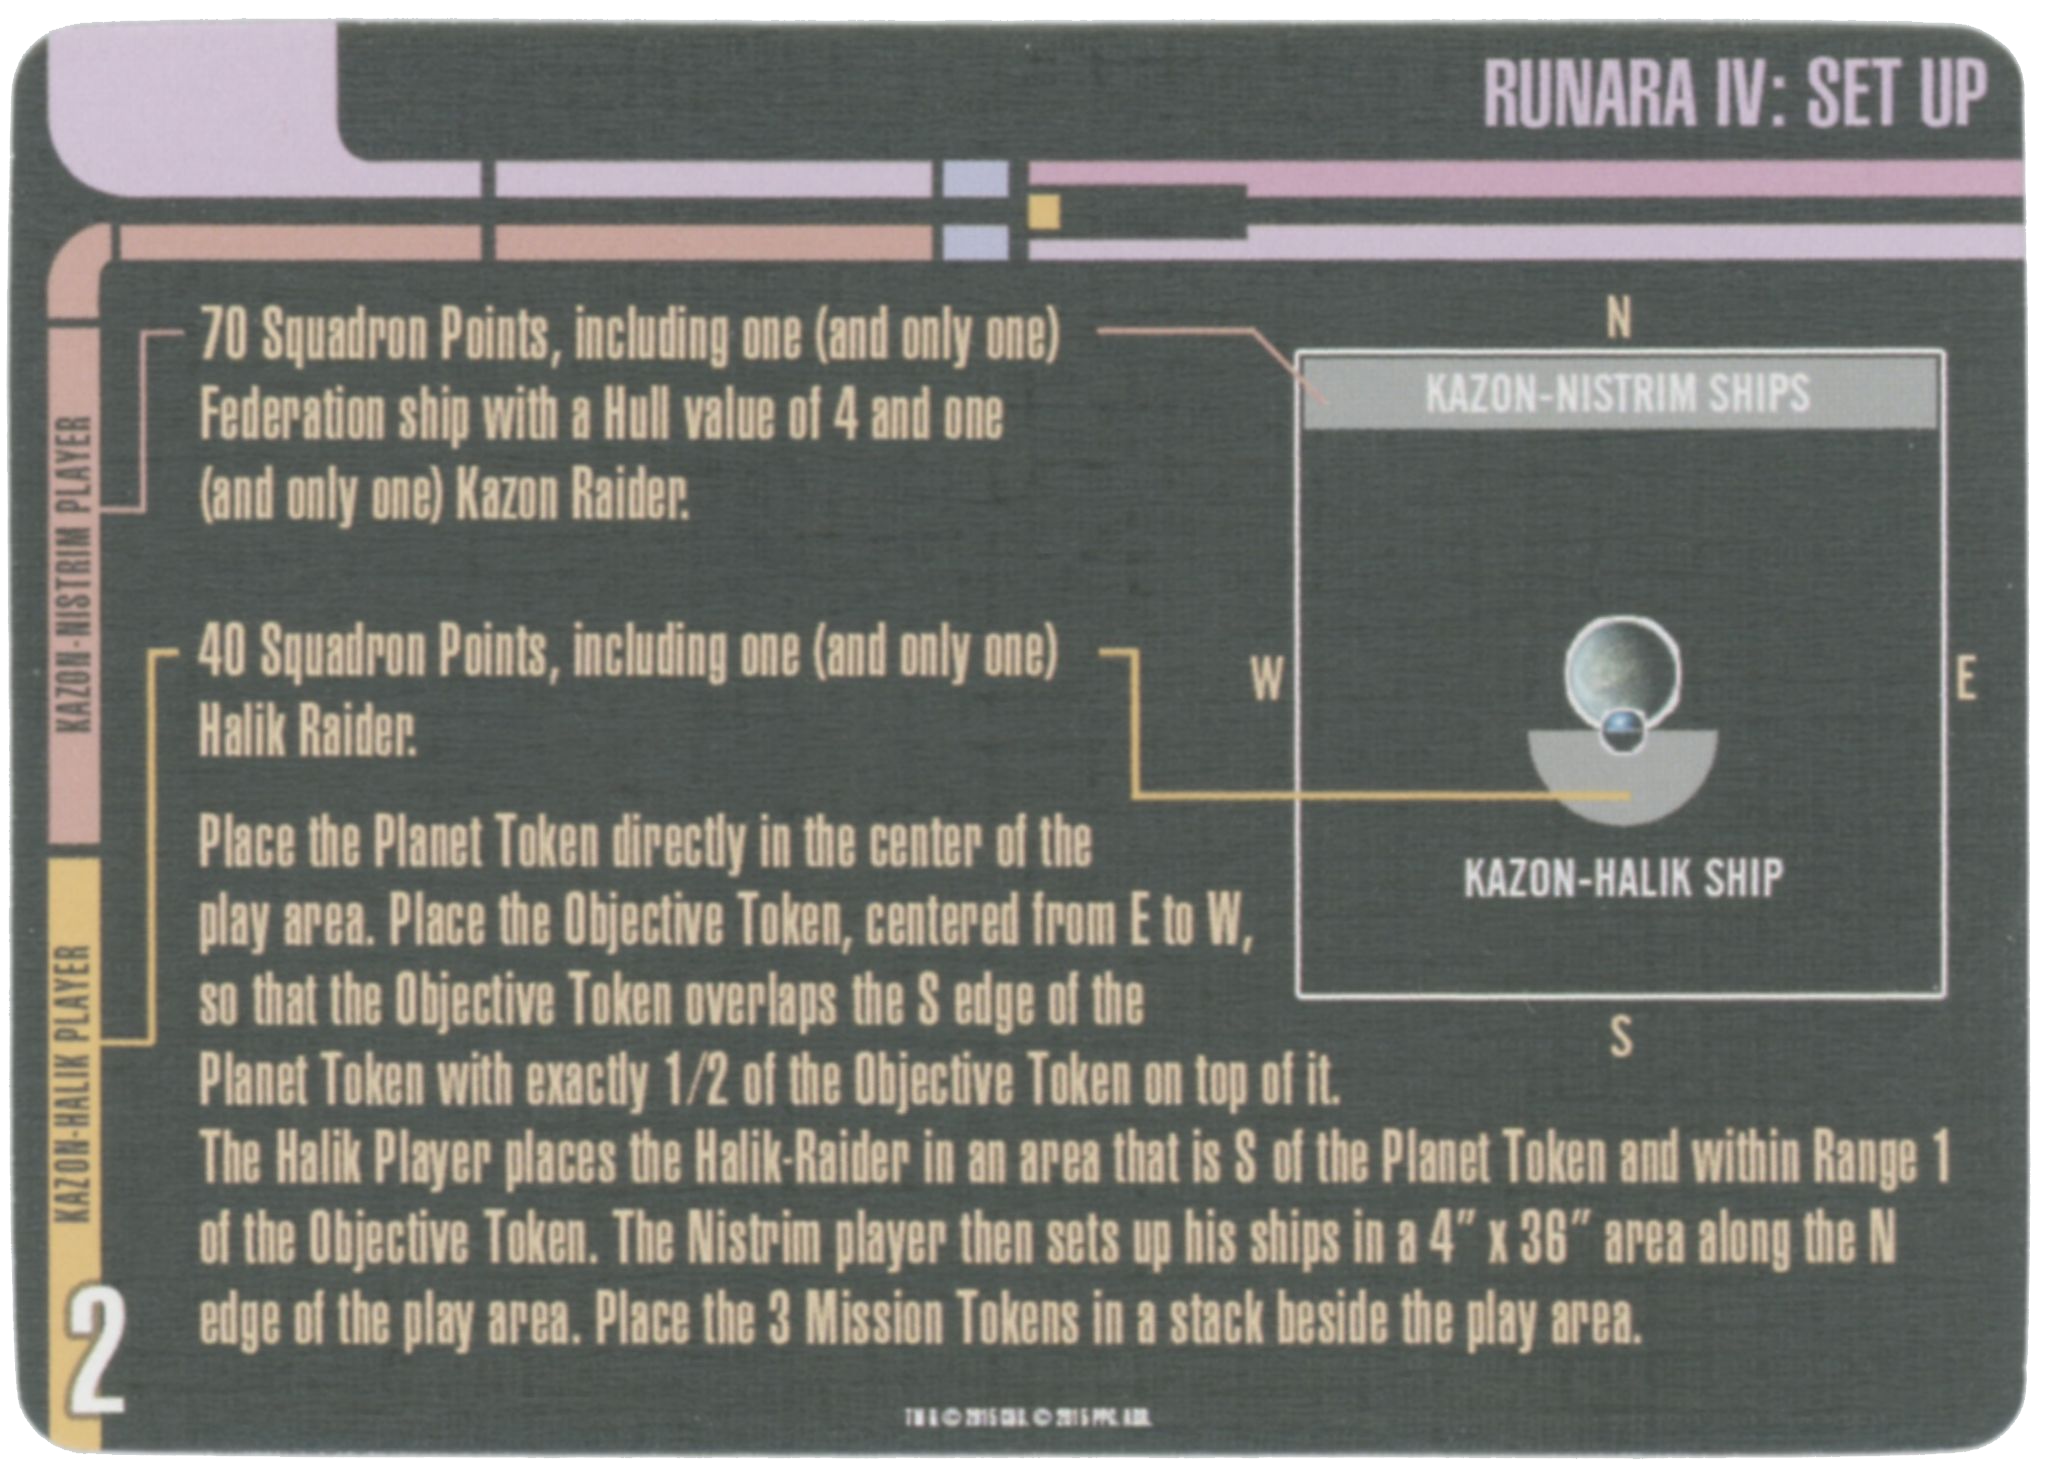 RUNARA IV: SET UP
KAZON-NISTRIM PLAYER
70 Squadron Points, including one (and only one)
Federation ship with a Hull value of 4 and one
(and only one) Kazon Raider.
KAZON-HALIK PLAYER
40 Squadron Points, including one (and only one)
Halik Raider.
Place the Planet Token directly in the center of the
play area. Place the Objective Token, centered from E to W,
so that the Objective Token overlaps the S edge of the
Planet Token with exactly 1/2 of the Objective Token on top of it.
The Halik Player places the Halik-Raider in an area that is S of the Planet Token and within Range 1
of the Objective Token. The Nistrim player then sets up his ships in a 4" x 36" area along the N
edge of the play area. Place the 3 Mission Tokens in a stack beside the play area.
N
KAZON-NISTRIM SHIPS
W
E
KAZON-HALIK SHIP
S
2
TM & © 2015 CBS. © 2015 PPC. ARR.